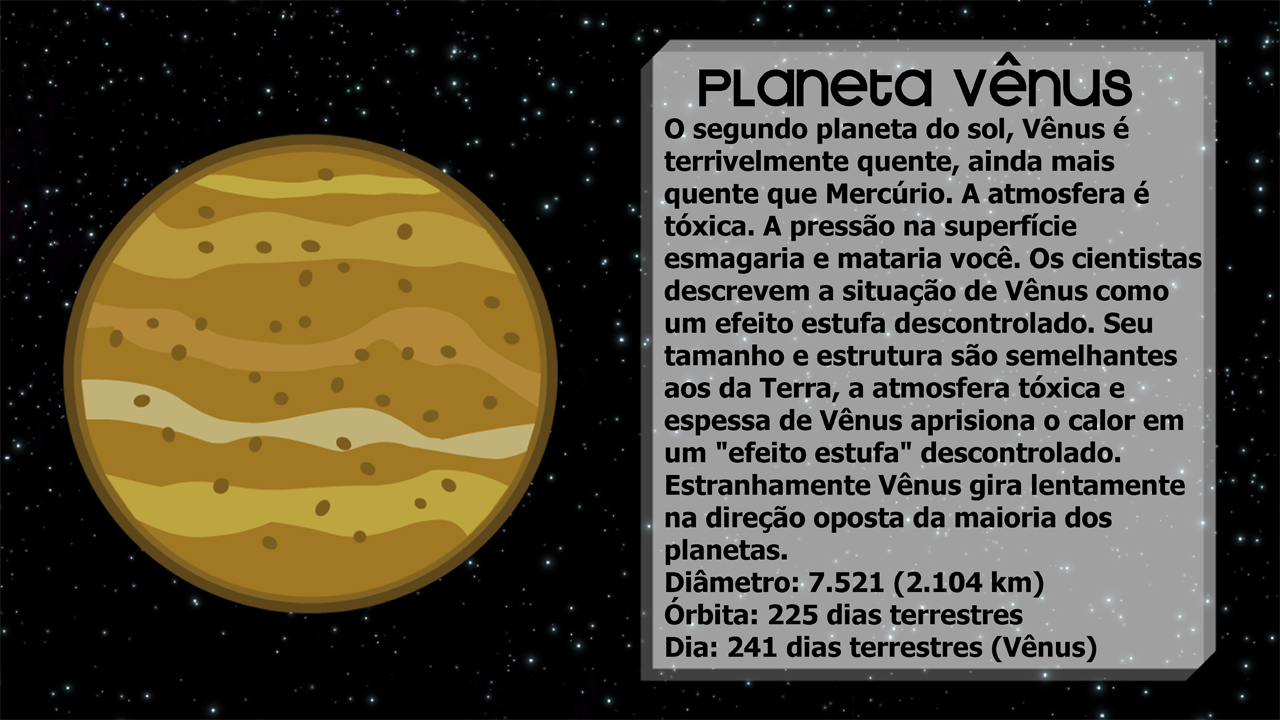 Planeta Vênus
O segundo planeta do sol, Vênus é
terrivelmente quente, ainda mais
quente que Mercúrio. A atmosfera é
tóxica. A pressão na superfície
esmagaria e mataria você. Os cientistas
descrevem a situação de Vênus como
um efeito estufa descontrolado. Seu
tamanho e estrutura são semelhantes
aos da Terra, a atmosfera tóxica e
espessa de Vênus aprisiona o calor em
um "efeito estufa" descontrolado.
Estranhamente Vênus gira lentamente
na direção oposta da maioria dos
planetas.
Diâmetro: 7.521 (2.104 km)
Órbita: 225 dias terrestres
Dia: 241 dias terrestres (Vênus)